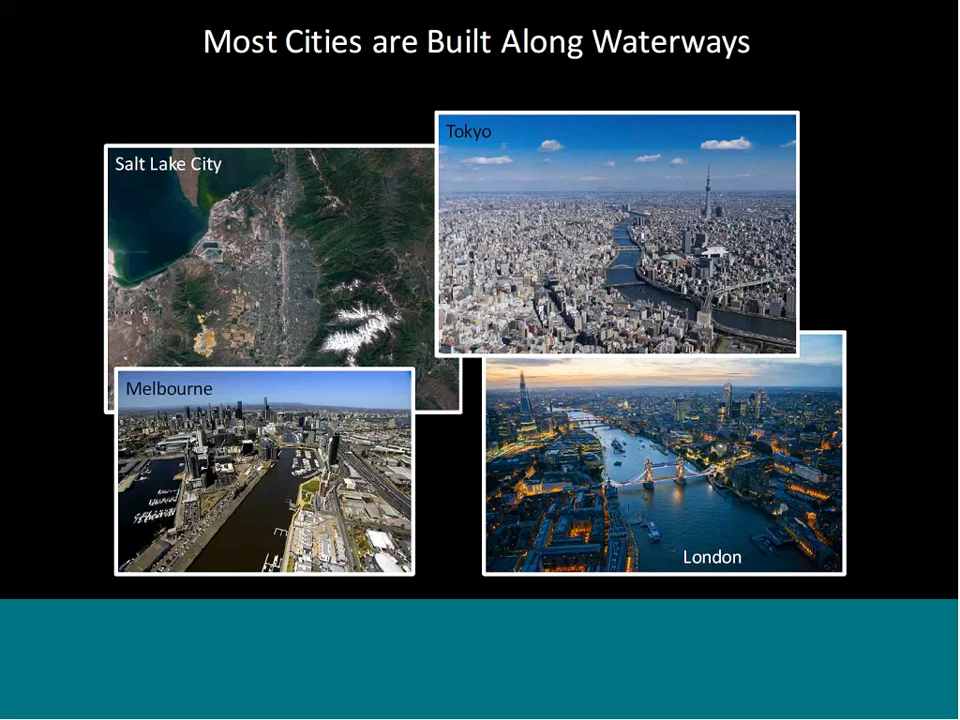 Most Cities are Built Along Waterways
Tokyo
Salt Lake City
Melbourne
London